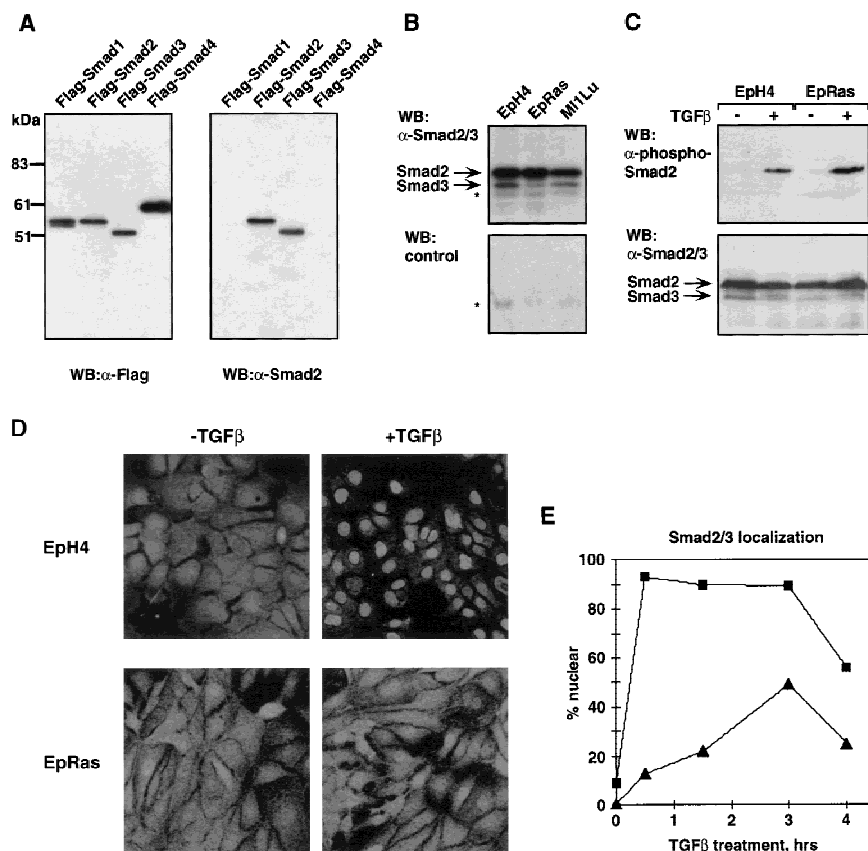 A
Flag-Smad1
Flag-Smad2
Flag-Smad3
Flag-Smad4
Flag-Smad1
Flag-Smad2
Flag-Smad3
Flag-Smad4
kDa
83
61
51
WB:α-Flag
WB:α-Smad2
B
EpH4
EpRas
Ml1Lu
WB:
α-Smad2/3
Smad2
Smad3
*
WB:
control
*
C
EpH4 EpRas
TGFβ - + - +
WB:
α-phospho-
Smad2
WB:
α-Smad2/3
Smad2
Smad3
D
-TGFβ +TGFβ
EpH4
EpRas
E
Smad2/3 localization
% nuclear
100
80
60
40
20
0
0 1 2 3 4
TGFβ treatment, hrs